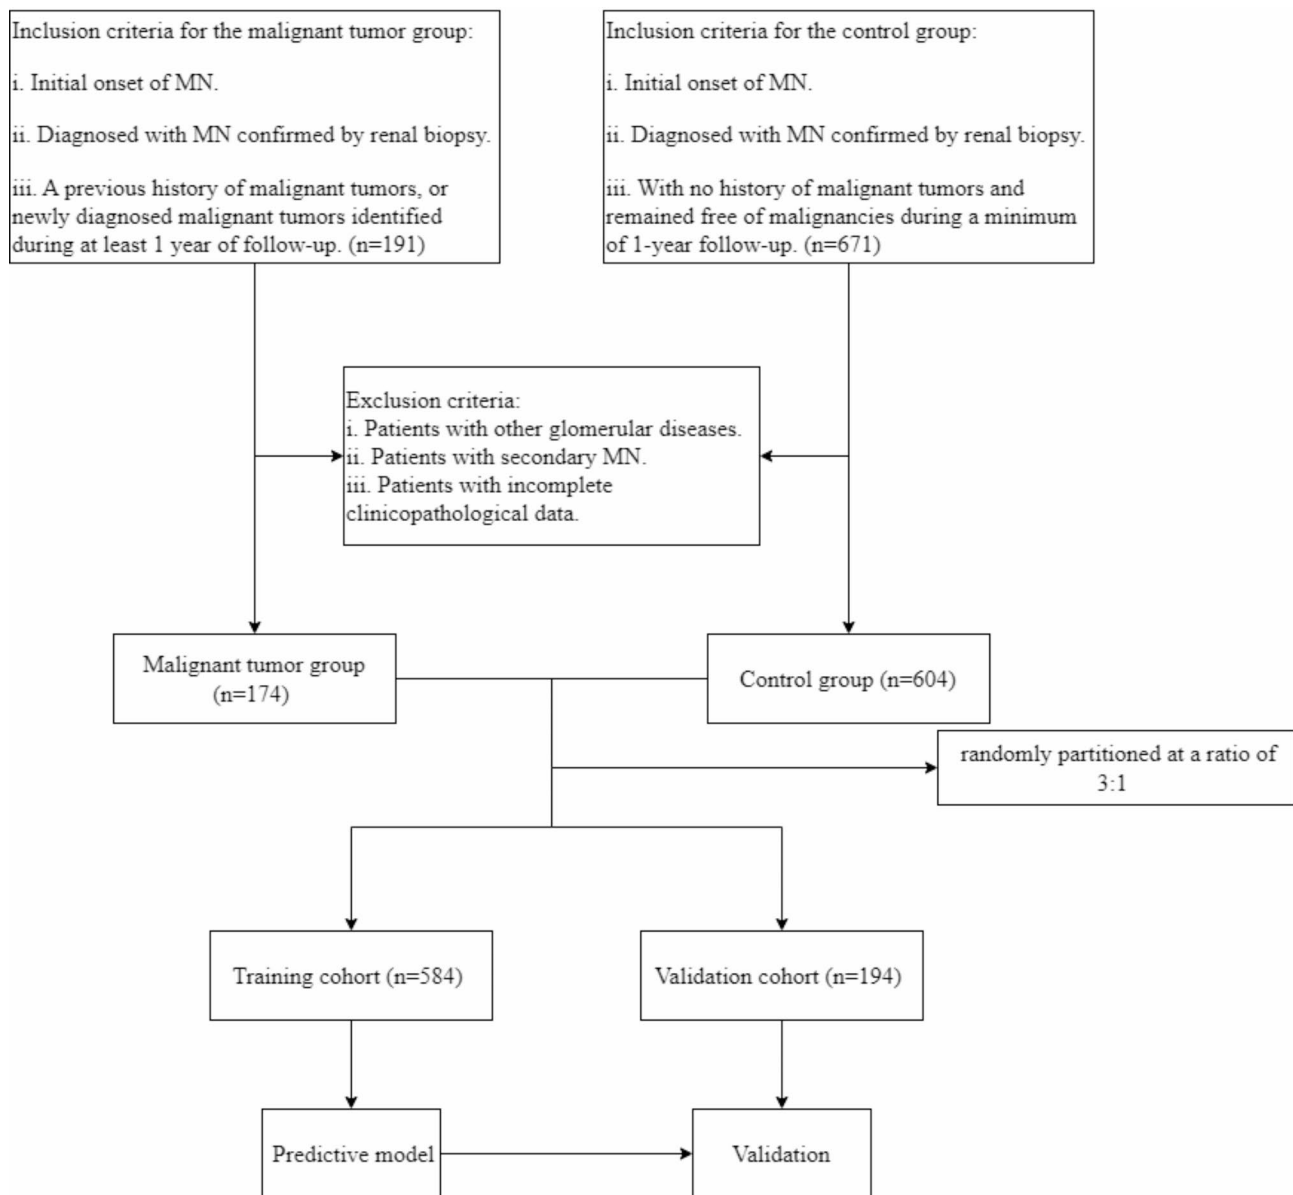 Inclusion criteria for the malignant tumor group:
i. Initial onset of MN.
ii. Diagnosed with MN confirmed by renal biopsy.
iii. A previous history of malignant tumors, or
newly diagnosed malignant tumors identified
during at least 1 year of follow-up. (n=191)
Inclusion criteria for the control group:
i. Initial onset of MN.
ii. Diagnosed with MN confirmed by renal biopsy.
iii. With no history of malignant tumors and
remained free of malignancies during a minimum
of 1-year follow-up. (n=671)
Exclusion criteria:
i. Patients with other glomerular diseases.
ii. Patients with secondary MN.
iii. Patients with incomplete
clinicopathological data.
Malignant tumor group
(n=174)
Control group (n=604)
randomly partitioned at a ratio of
3:1
Training cohort (n=584)
Validation cohort (n=194)
Predictive model
Validation